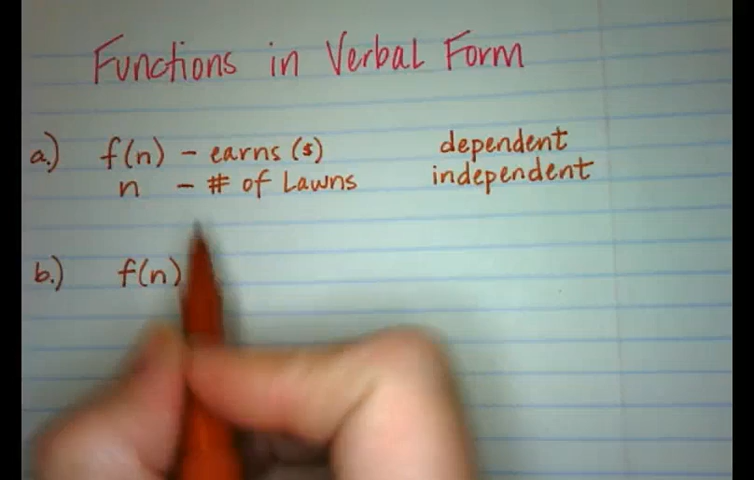 Functions in Verbal Form
a.) f(n) - earns ($) dependent
n - # of Lawns independent
b.) f(n)